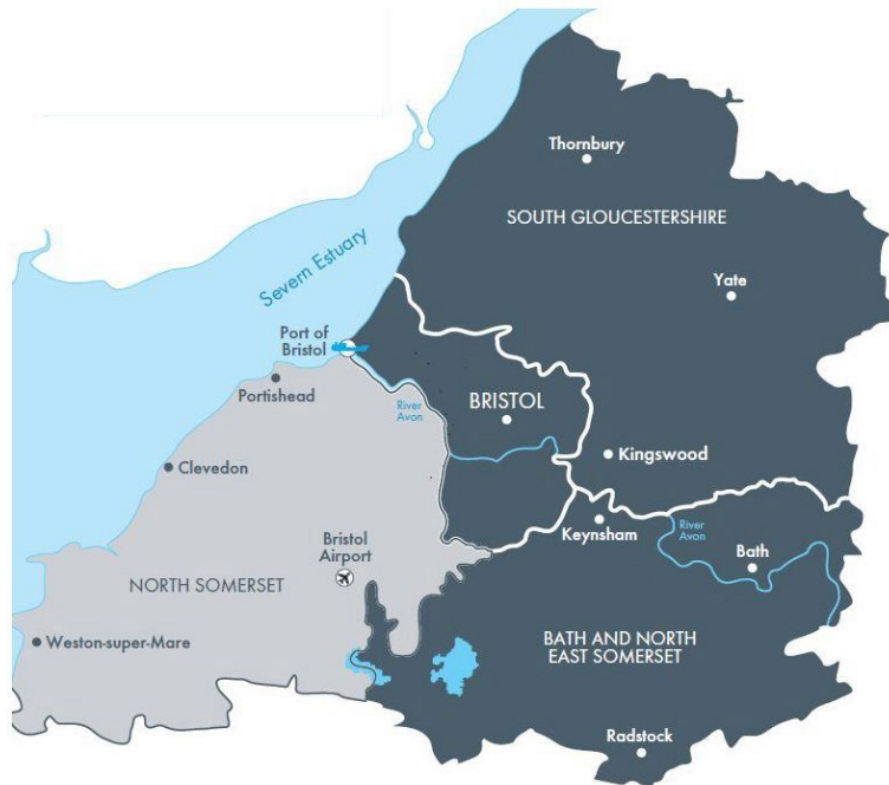 Thornbury
SOUTH GLOUCESTERSHIRE
Severn Estuary
Yate
Port of
Bristol
Portishead
River
Avon
BRISTOL
Clevedon
Kingswood
Bristol
Airport
Keynsham
River
Avon
Bath
NORTH SOMERSET
Weston-super-Mare
BATH AND NORTH
EAST SOMERSET
Radstock